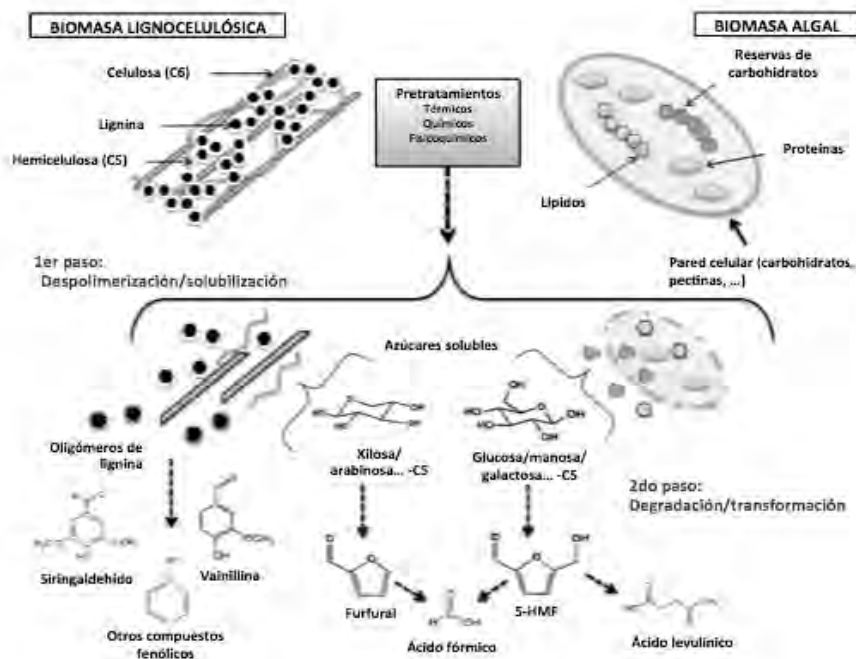 BIOMASA LIGNOCELULÓSICA
BIOMASA ALGAL
Celulosa (C6)
Lignina
Hemicelulosa (C5)
Pretratamientos
Térmicos
Químicos
Fisicoquímicos
Reservas de
carbohidratos
Proteínas
Lípidos
Pared celular (carbohidratos,
pectinas, ...)
1er paso:
Despolimerización/solubilización
Azúcares solubles
Oligómeros de
lignina
Xilosa/
arabinosa... -C5
Glucosa/manosa/
galactosa... -C5
2do paso:
Degradación/transformación
Siringaldehido
Vainillina
Otros compuestos
fenólicos
Furfural
Ácido fórmico
5-HMF
Ácido levulínico